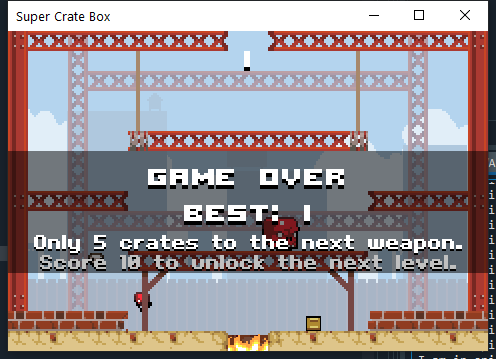 Super Crate Box
1
GAME OVER
BEST: 1
Only 5 crates to the next weapon.
Score 10 to unlock the next level.